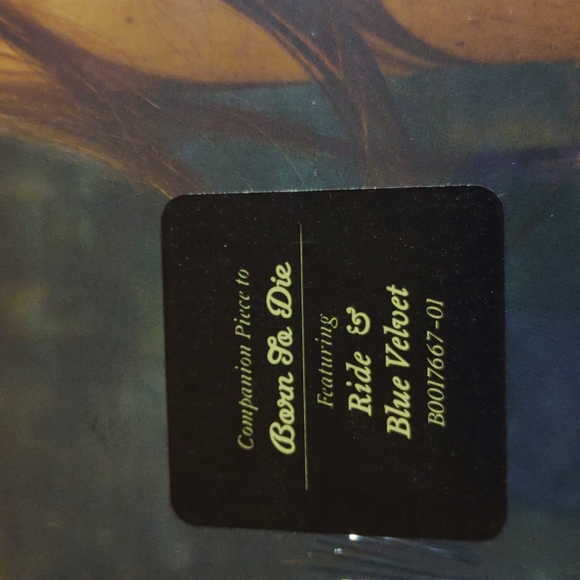 Companion Piece to
Born To Die
Featuring
Ride &
Blue Velvet
B0017667-01